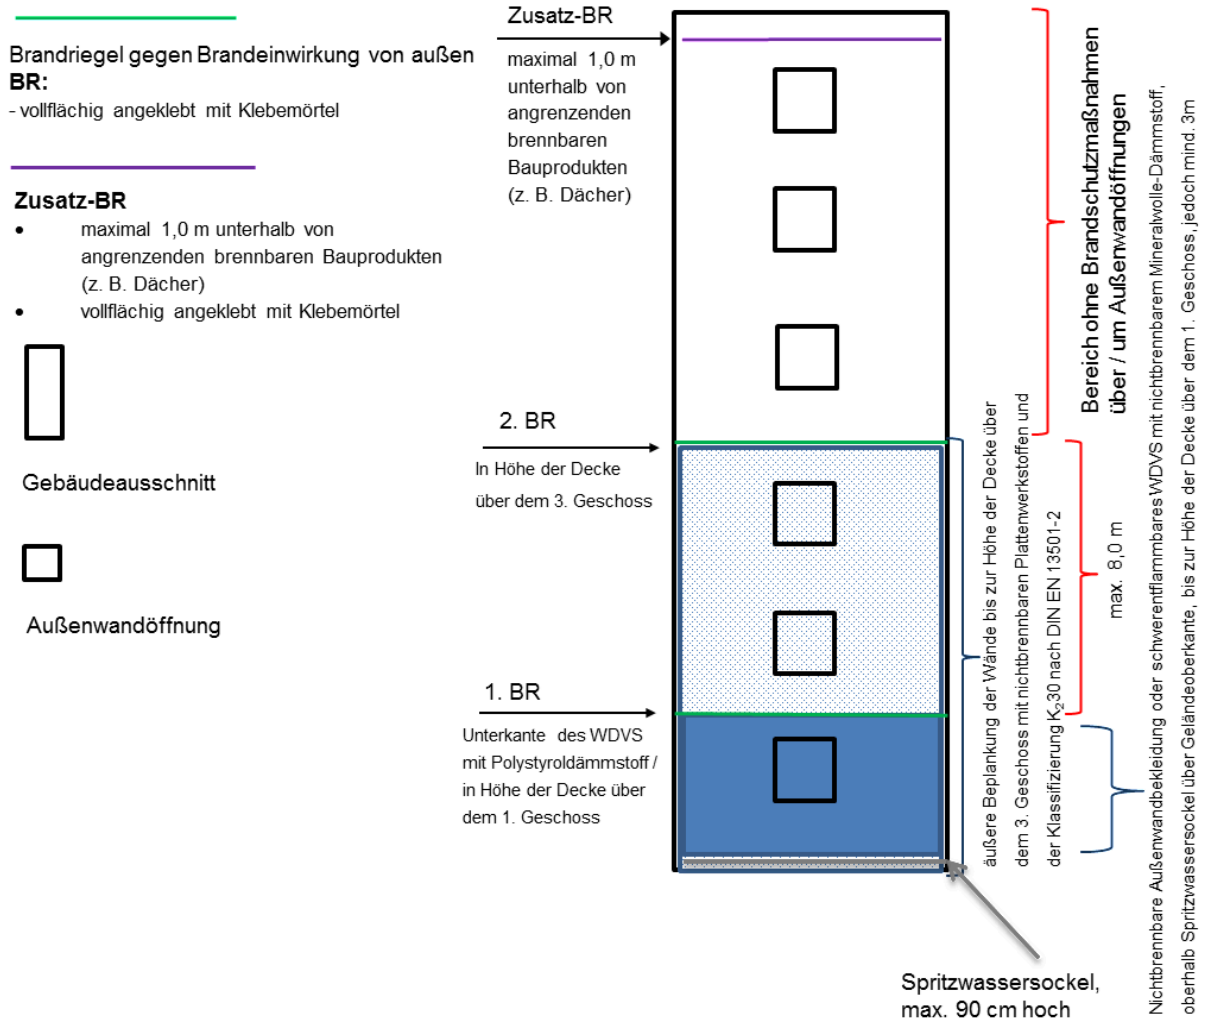 Brandriegel gegen Brandeinwirkung von außen
BR:
- vollflächig angeklebt mit Klebemörtel
Zusatz-BR
• maximal 1,0 m unterhalb von
angrenzenden brennbaren Bauprodukten
(z. B. Dächer)
• vollflächig angeklebt mit Klebemörtel
Gebäudeausschnitt
Außenwandöffnung
Zusatz-BR
maximal 1,0 m
unterhalb von
angrenzenden
brennbaren
Bauprodukten
(z. B. Dächer)
2. BR
In Höhe der Decke
über dem 3. Geschoss
1. BR
Unterkante des WDVS
mit Polystyroldämmstoff /
in Höhe der Decke über
dem 1. Geschoss
äußere Beplankung der Wände bis zur Höhe der Decke über
dem 3. Geschoss mit nichtbrennbaren Plattenwerkstoffen und
der Klassifizierung K₂30 nach DIN EN 13501-2
Bereich ohne Brandschutzmaßnahmen
über / um Außenwandöffnungen
max. 8,0 m
Nichtbrennbare Außenwandbekleidung oder schwerentflammbares WDVS mit nichtbrennbarem Mineralwolle-Dämmstoff,
oberhalb Spritzwassersockel über Geländeoberkante, bis zur Höhe der Decke über dem 1. Geschoss, jedoch mind. 3m
Spritzwassersockel,
max. 90 cm hoch